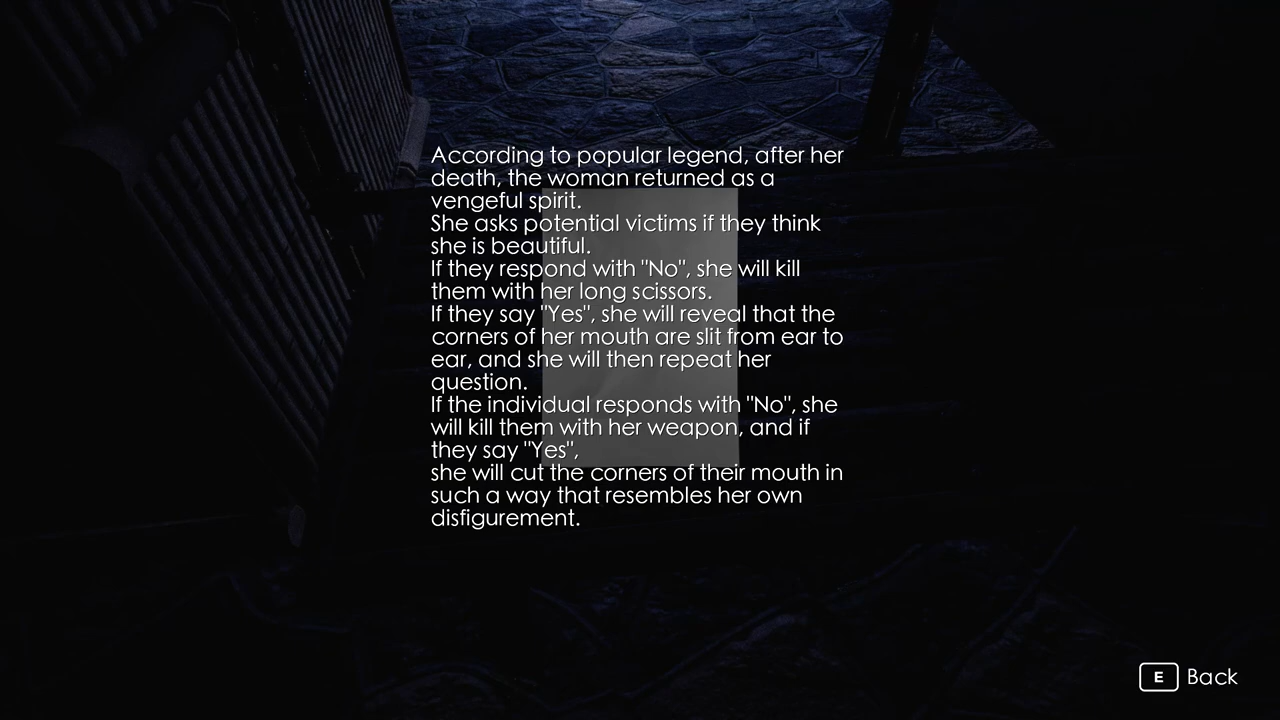 According to popular legend, after her
death, the woman returned as a
vengeful spirit.
She asks potential victims if they think
she is beautiful.
If they respond with "No", she will kill
them with her long scissors.
If they say "Yes", she will reveal that the
corners of her mouth are slit from ear to
ear, and she will then repeat her
question.
If the individual responds with "No", she
will kill them with her weapon, and if
they say "Yes",
she will cut the corners of their mouth in
such a way that resembles her own
disfigurement.
E Back